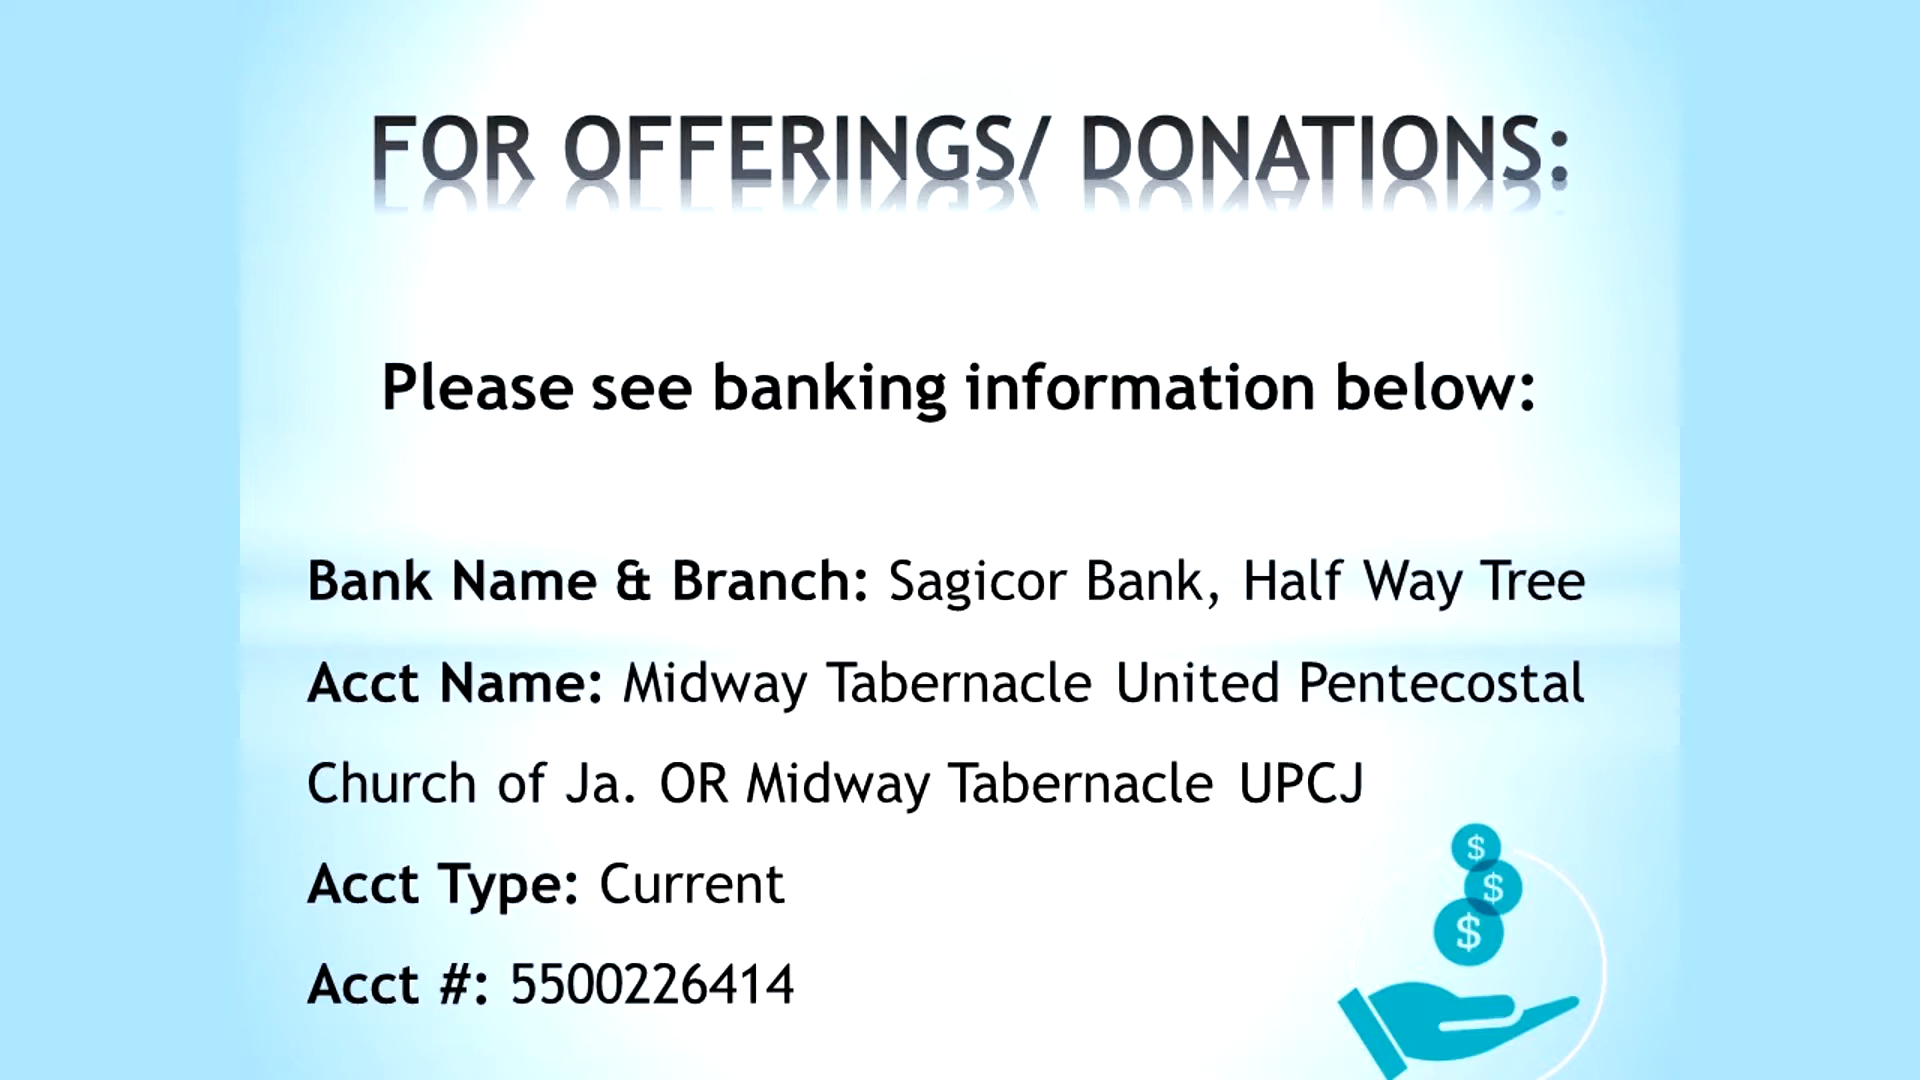 FOR OFFERINGS/ DONATIONS:
Please see banking information below:
Bank Name & Branch: Sagicor Bank, Half Way Tree
Acct Name: Midway Tabernacle United Pentecostal
Church of Ja. OR Midway Tabernacle UPCJ
Acct Type: Current
Acct #: 5500226414
$
$
$